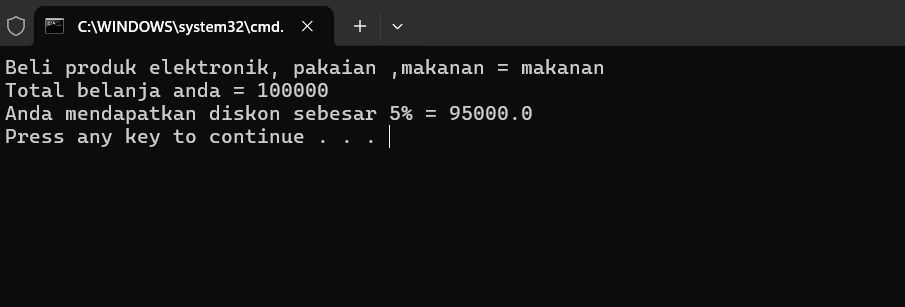 C:\WINDOWS\system32\cmd.
Beli produk elektronik, pakaian ,makanan = makanan
Total belanja anda = 100000
Anda mendapatkan diskon sebesar 5% = 95000.0
Press any key to continue . . .